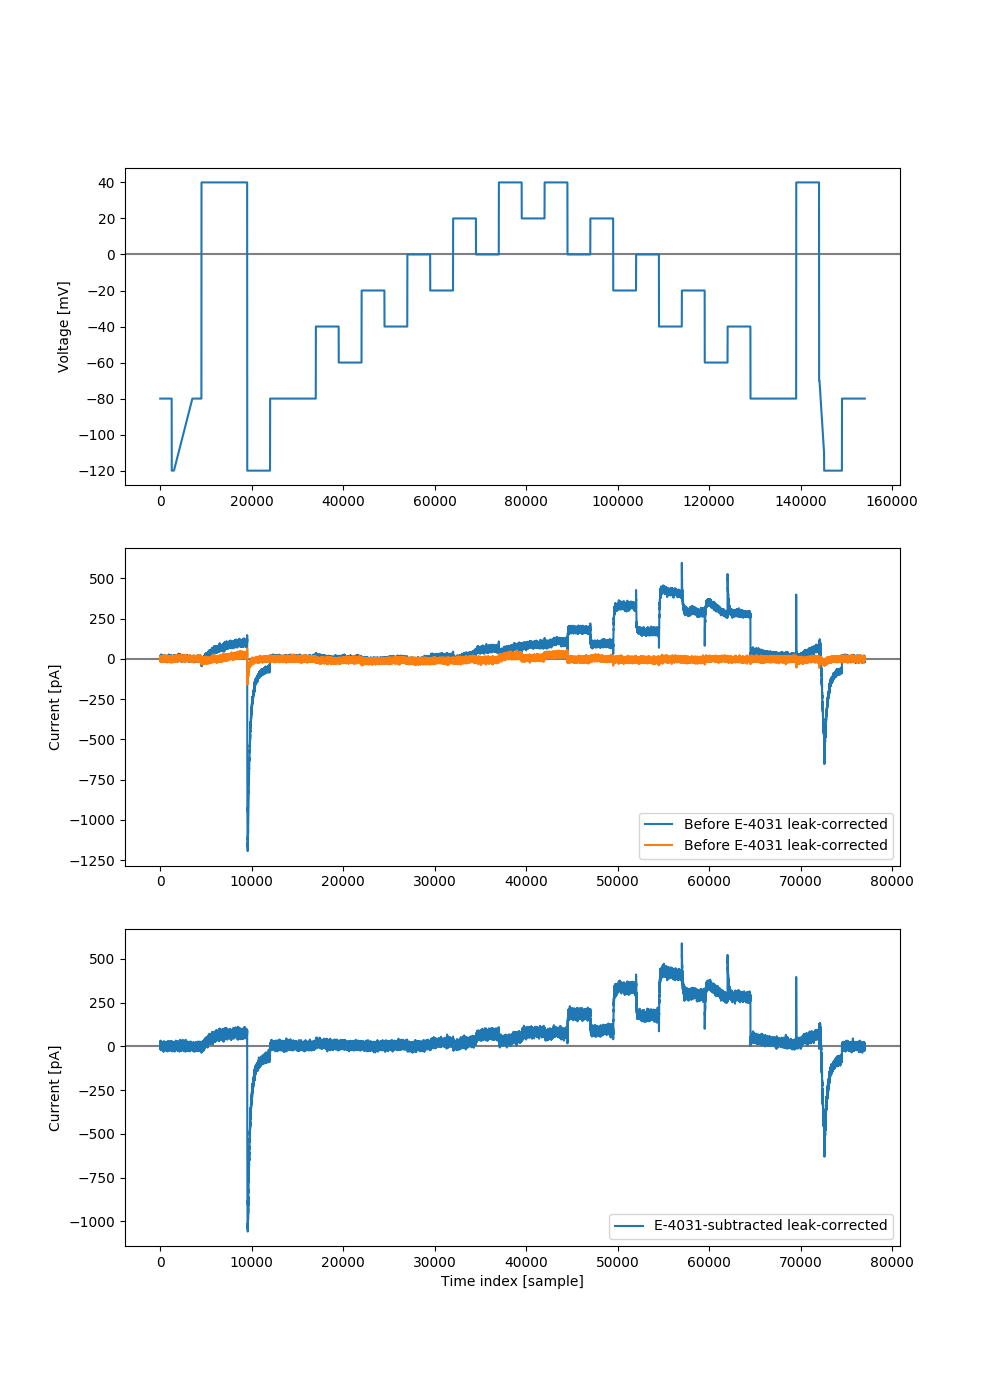 40
20
0
−20
−40
−60
−80
−100
−120
Voltage [mV]
0 20000 40000 60000 80000 100000 120000 140000 160000
500
250
0
−250
−500
−750
−1000
−1250
Current [pA]
Before E-4031 leak-corrected
Before E-4031 leak-corrected
0 10000 20000 30000 40000 50000 60000 70000 80000
500
250
0
−250
−500
−750
−1000
Current [pA]
E-4031-subtracted leak-corrected
0 10000 20000 30000 40000 50000 60000 70000 80000
Time index [sample]